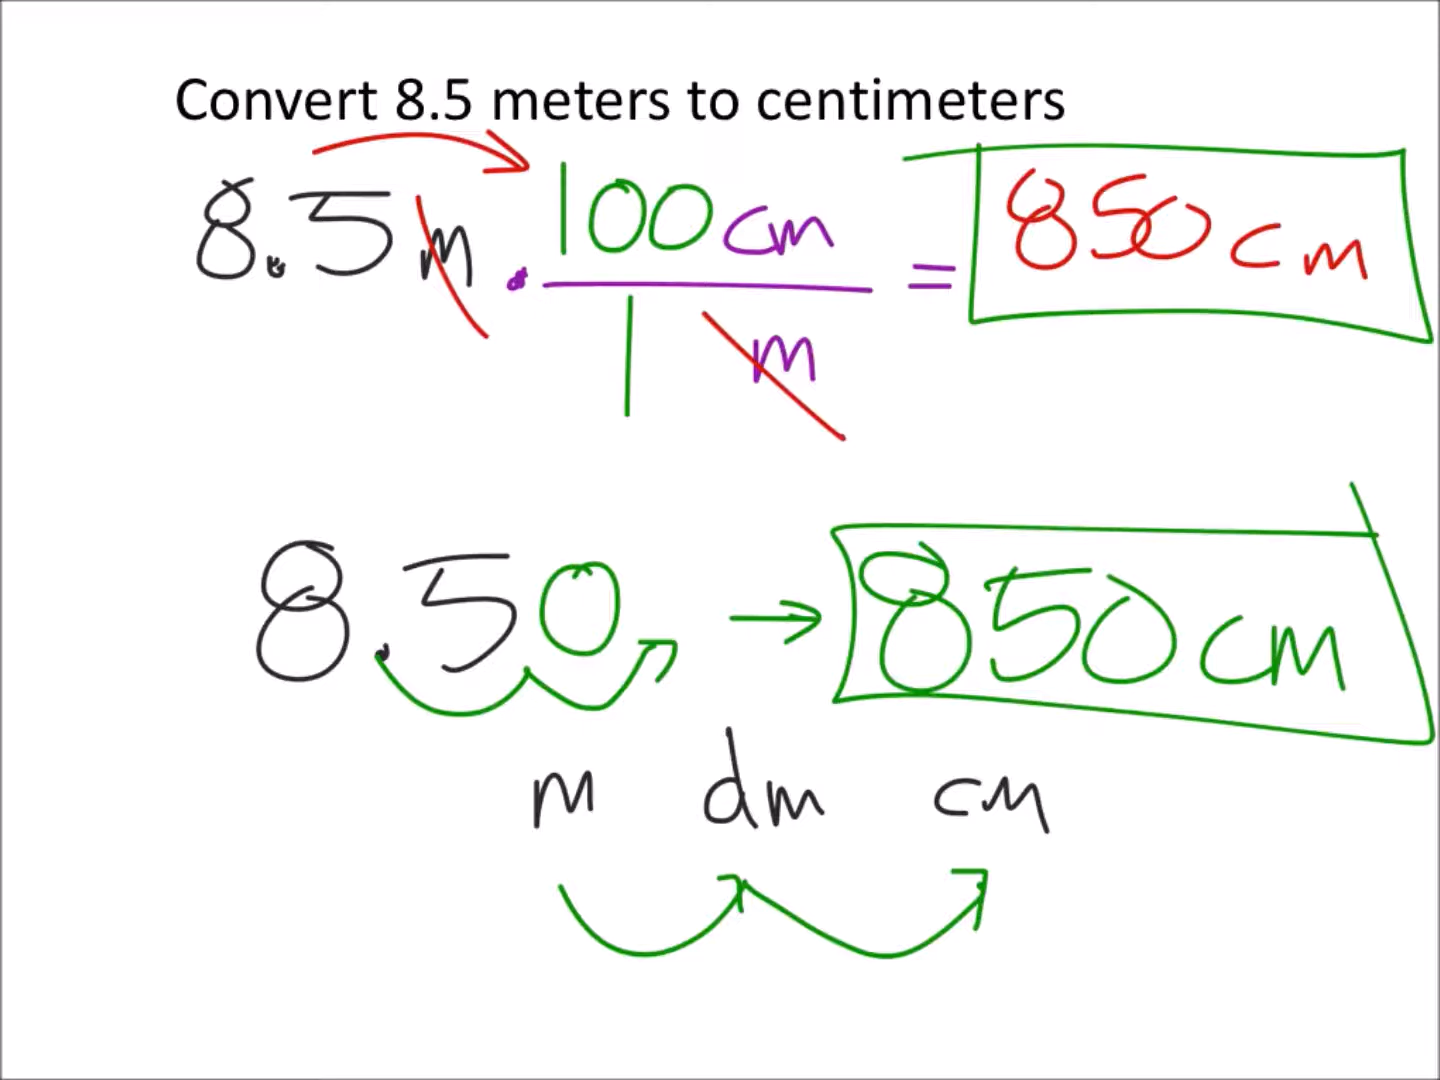 Convert 8.5 meters to centimeters
8.5 m · 100 cm = 850 cm
1 m
8.50 → 850 cm
m dm cm